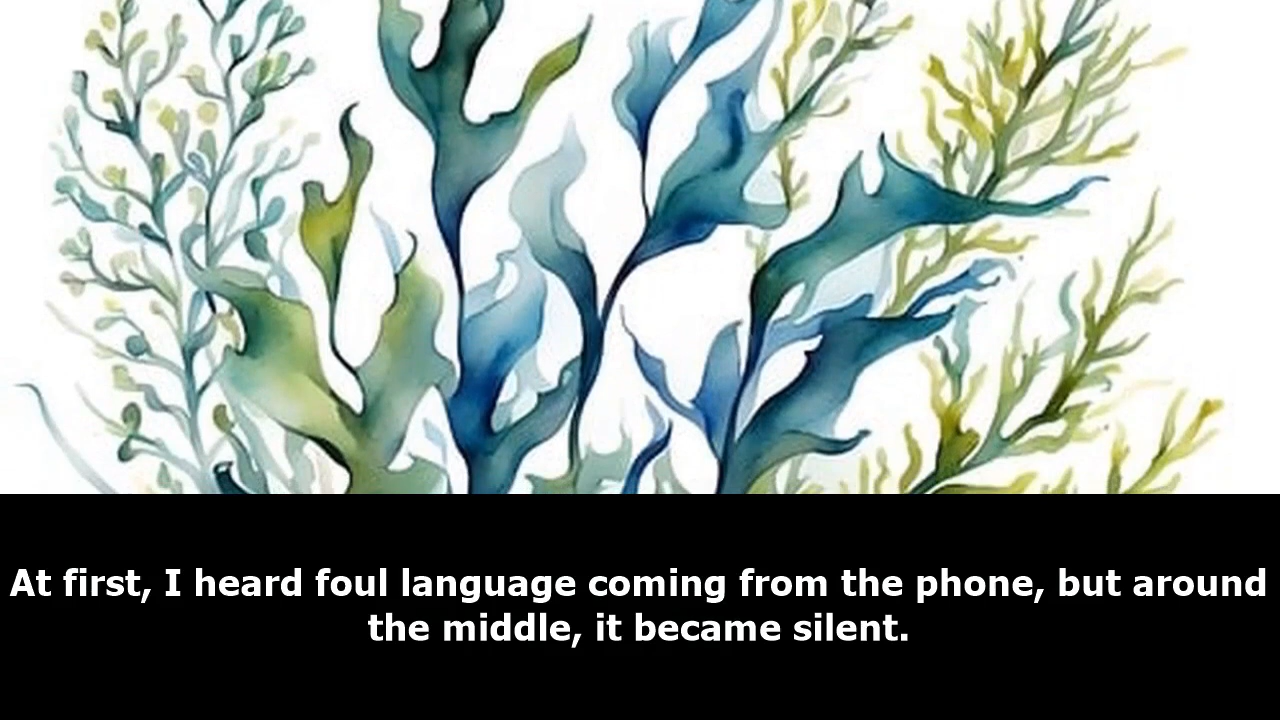 At first, I heard foul language coming from the phone, but around
the middle, it became silent.